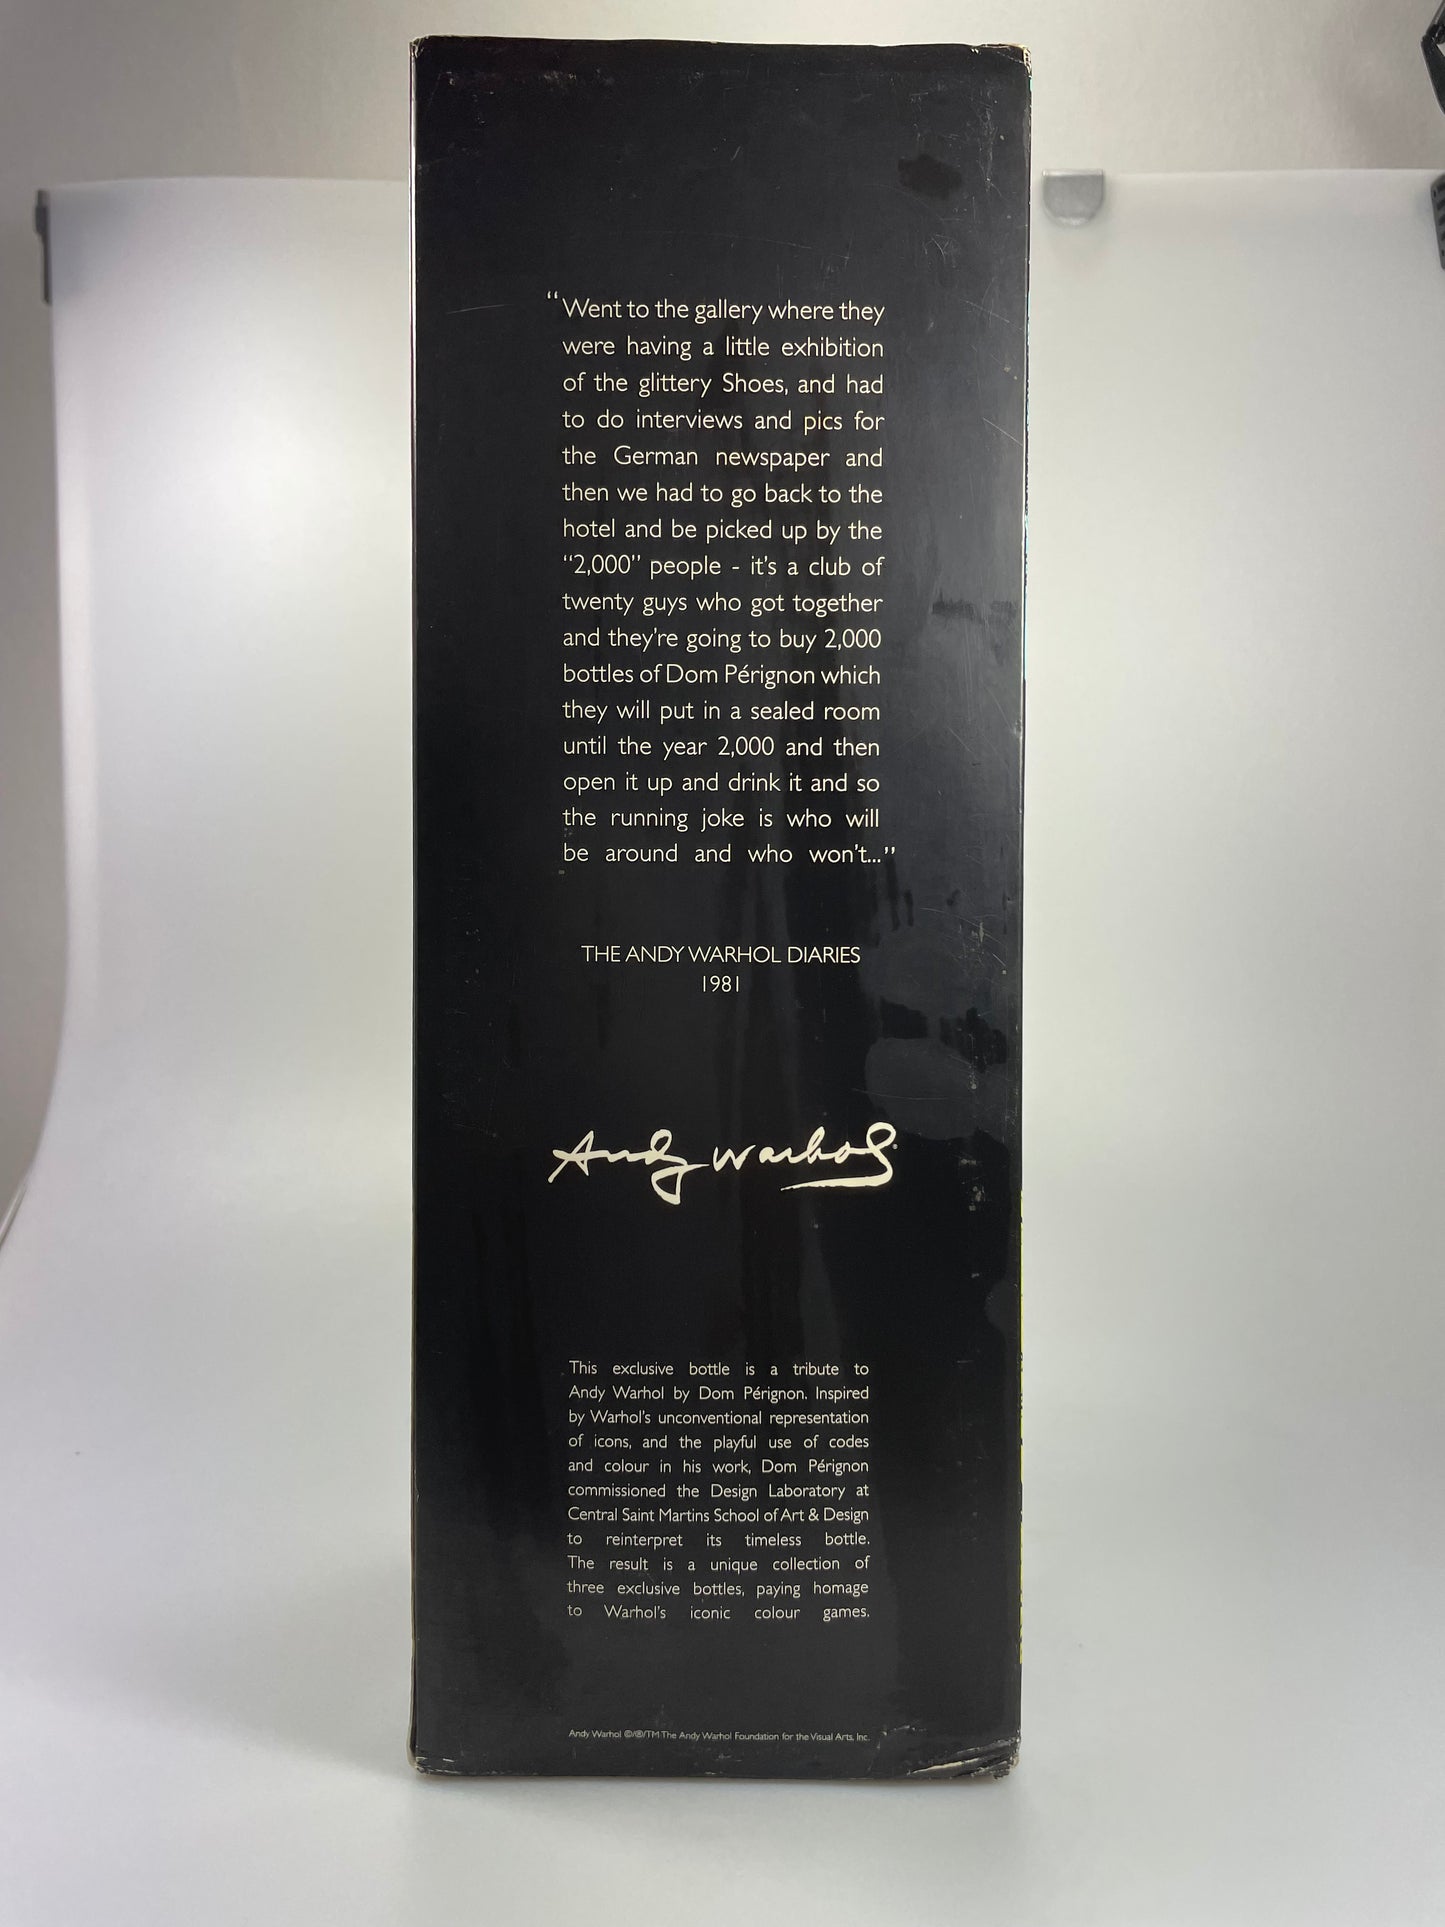 “Went to the gallery where they
were having a little exhibition
of the glittery Shoes, and had
to do interviews and pics for
the German newspaper and
then we had to go back to the
hotel and be picked up by the
“2,000” people - it’s a club of
twenty guys who got together
and they’re going to buy 2,000
bottles of Dom Pérignon which
they will put in a sealed room
until the year 2,000 and then
open it up and drink it and so
the running joke is who will
be around and who won’t...”
THE ANDY WARHOL DIARIES
1981
Andy Warhol
This exclusive bottle is a tribute to
Andy Warhol by Dom Pérignon. Inspired
by Warhol’s unconventional representation
of icons, and the playful use of codes
and colour in his work, Dom Pérignon
commissioned the Design Laboratory at
Central Saint Martins School of Art & Design
to reinterpret its timeless bottle.
The result is a unique collection of
three exclusive bottles, paying homage
to Warhol’s iconic colour games.
Andy Warhol ©/®/TM The Andy Warhol Foundation for the Visual Arts, Inc.